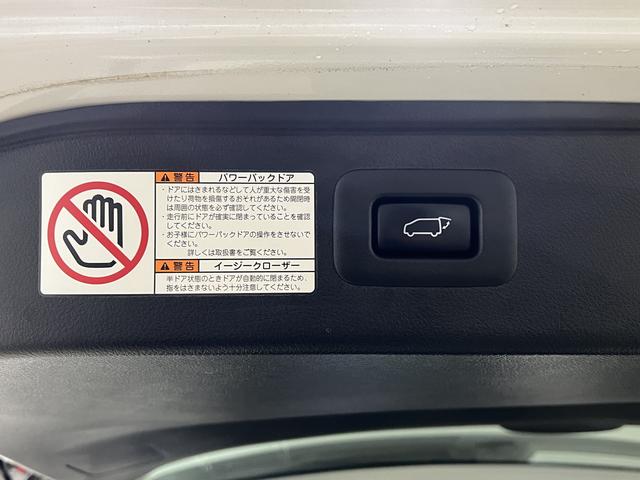 警告 パワーバックドア
・ドアにはさまれるなどして人が重大な傷害を受
けたり荷物を損傷するおそれがあるため開閉時
は周囲の状態を必ず確認してください。
・走行前にドアが確実に閉まっていることを確認
してください。
・お子様にパワーバックドアの操作をさせないで
ください。
詳しくは取扱書をご覧ください。
警告 イージークローザー
半ドア状態のときドアが自動的に閉まるため、
指をはさまないよう十分注意してください。